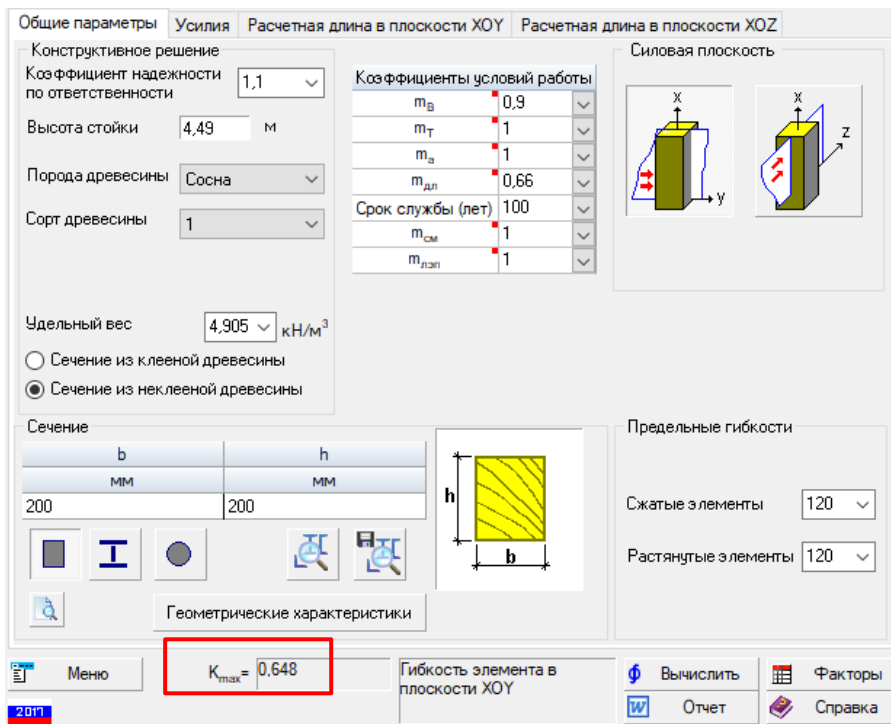 Общие параметры
Усилия
Расчетная длина в плоскости XOY
Расчетная длина в плоскости XOZ
Конструктивное решение
Коэффициент надежности
по ответственности
1,1
Высота стойки 4,49 м
Порода древесины Сосна
Сорт древесины 1
Удельный вес 4,905 кН/м³
Сечение из клееной древесины
Сечение из неклееной древесины
Коэффициенты условий работы
mВ 0,9
mТ 1
mа 1
mдл 0,66
Срок службы (лет) 100
mсм 1
mлэп 1
Силовая плоскость
x
y
x
z
Сечение
b h
мм мм
200 200
h
b
Геометрические характеристики
Предельные гибкости
Сжатые элементы 120
Растянутые элементы 120
Меню
Kmax= 0,648
Гибкость элемента в
плоскости XOY
Вычислить
Факторы
W Отчет
Справка
2017